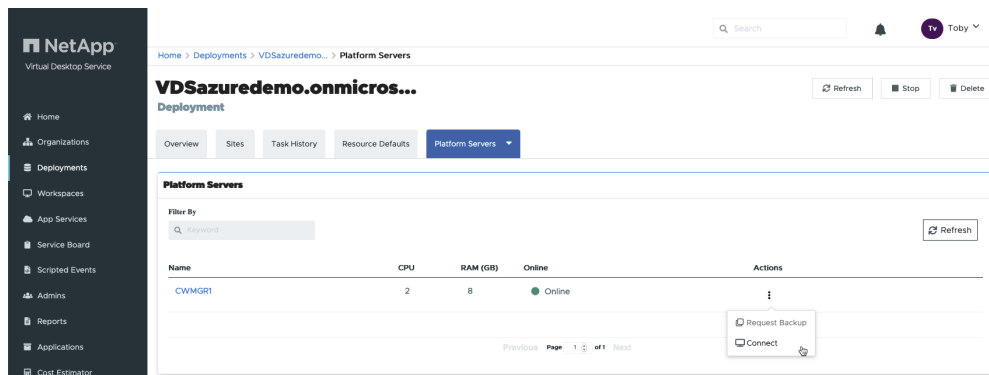 NetApp
Virtual Desktop Service
Home
Organizations
Deployments
Workspaces
App Services
Service Board
Scripted Events
Admins
Reports
Applications
Cost Estimator
Search
Tv Toby
Home > Deployments > VDSazuredemo... > Platform Servers
VDSazuredemo.onmicros...
Deployment
Refresh Stop Delete
Overview Sites Task History Resource Defaults Platform Servers
Platform Servers
Filter By
Keyword
Refresh
Name CPU RAM (GB) Online Actions
CWMGR1 2 8 Online
Request Backup
Connect
Previous Page 1 of 1 Next